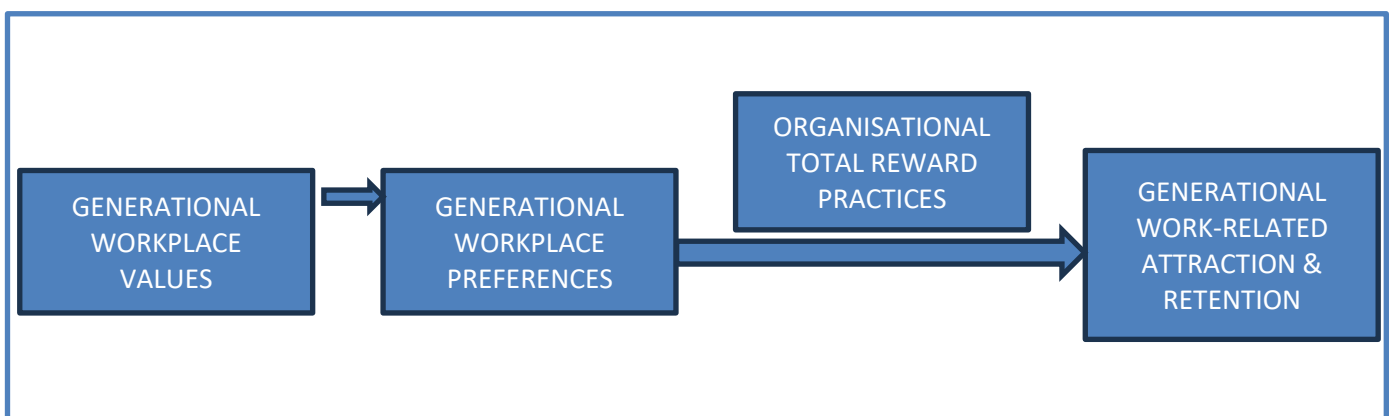 GENERATIONAL
WORKPLACE
VALUES
GENERATIONAL
WORKPLACE
PREFERENCES
ORGANISATIONAL
TOTAL REWARD
PRACTICES
GENERATIONAL
WORK-RELATED
ATTRACTION &
RETENTION